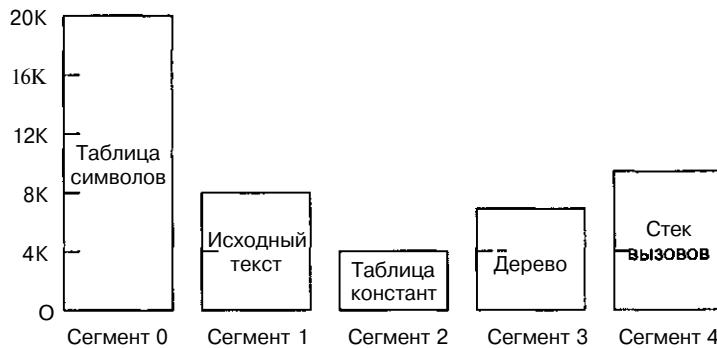 20K
16K
12K
8K
4K
О
Таблица
символов
Исходный
текст
Таблица
констант
Дерево
Стек
вызовов
Сегмент 0
Сегмент 1
Сегмент 2
Сегмент 3
Сегмент 4